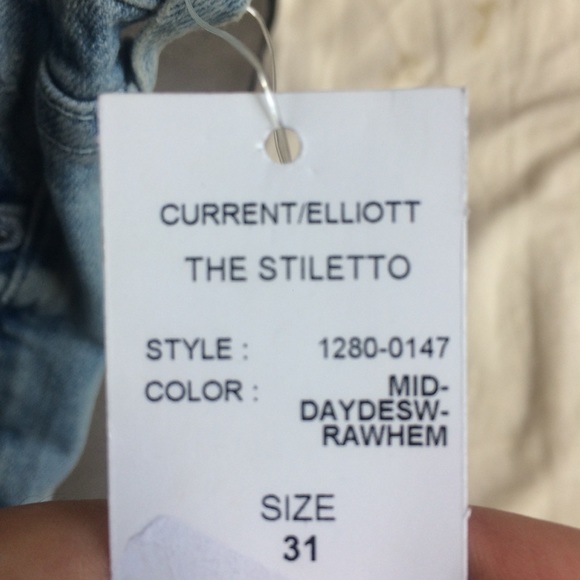 CURRENT/ELLIOTT
THE STILETTO
STYLE : 1280-0147
COLOR : MID-
DAYDESW-
RAWHEM
SIZE
31